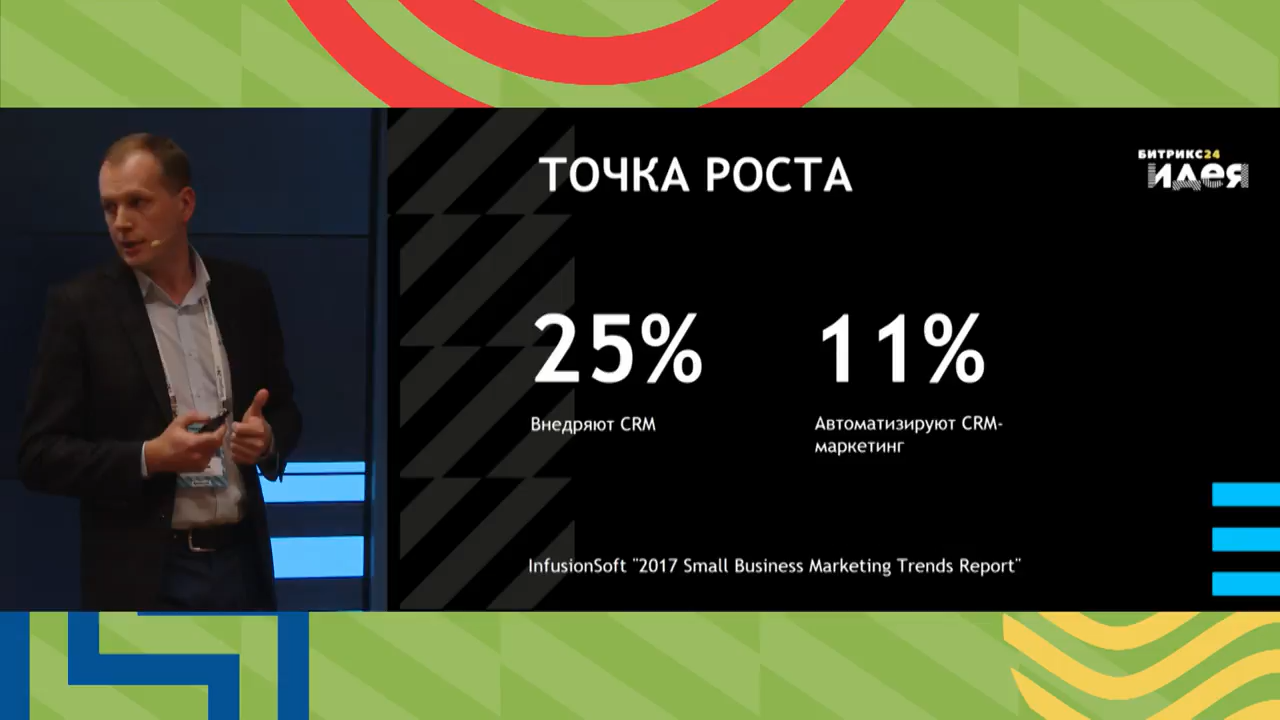 ТОЧКА РОСТА
БИТРИКС24
идея
25%
11%
Внедряют CRM
Автоматизируют CRM-
маркетинг
InfusionSoft "2017 Small Business Marketing Trends Report"